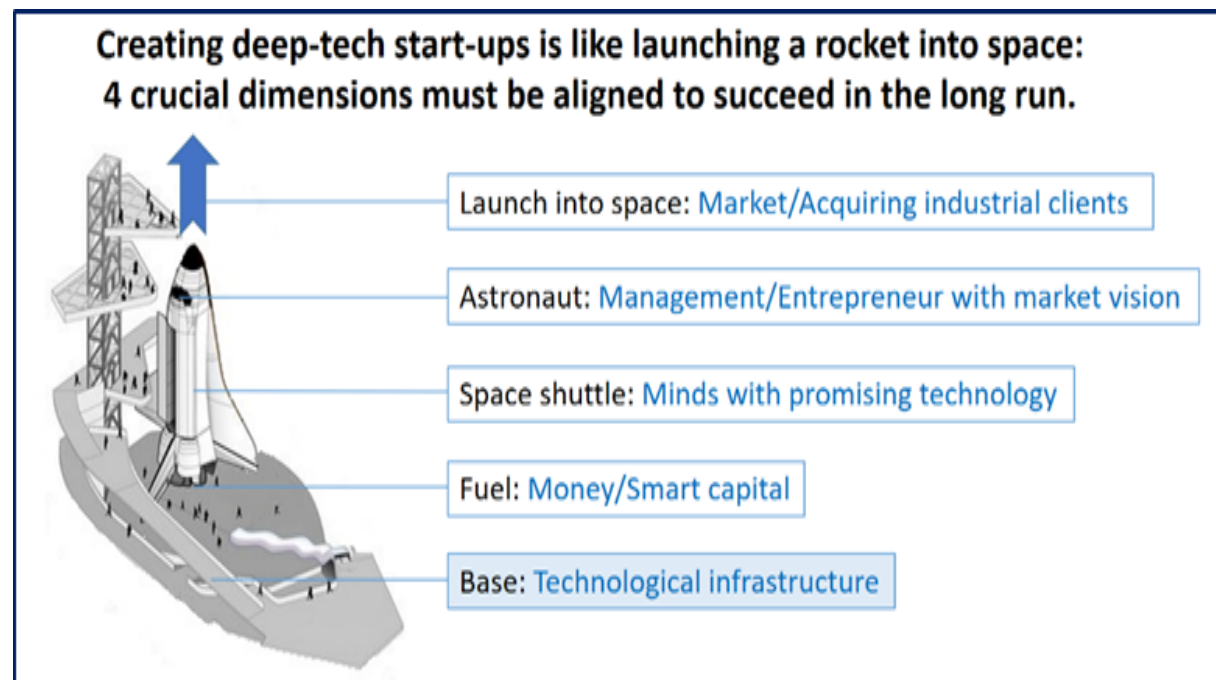 Creating deep-tech start-ups is like launching a rocket into space:
4 crucial dimensions must be aligned to succeed in the long run.
Launch into space: Market/Acquiring industrial clients
Astronaut: Management/Entrepreneur with market vision
Space shuttle: Minds with promising technology
Fuel: Money/Smart capital
Base: Technological infrastructure